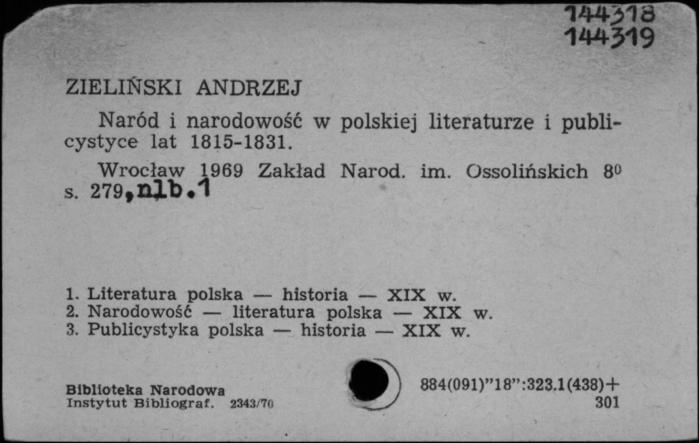 144318
144319
ZIELIŃSKI ANDRZEJ
Naród i narodowość w polskiej literaturze i publi-
cystyce lat 1815-1831.
Wrocław 1969 Zakład Narod. im. Ossolińskich 8⁰
s. 279, nlb. 1
1. Literatura polska — historia — XIX w.
2. Narodowość — literatura polska — XIX w.
3. Publicystyka polska — historia — XIX w.
Biblioteka Narodowa
Instytut Bibliograf. 2343/70
884(091)"18":323.1(438)+
301